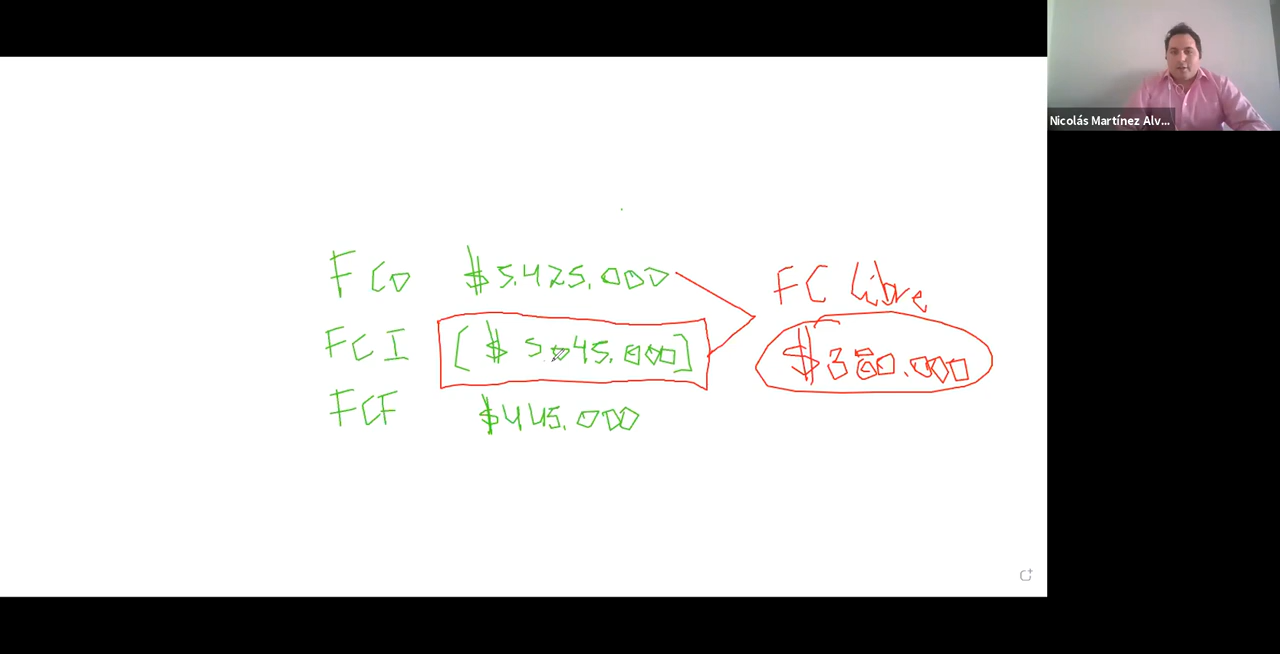 FCO $5.425.000
FCI [$5.045.000]
FCF $445.000
FC libre
$380.000
Nicolás Martínez Alv...